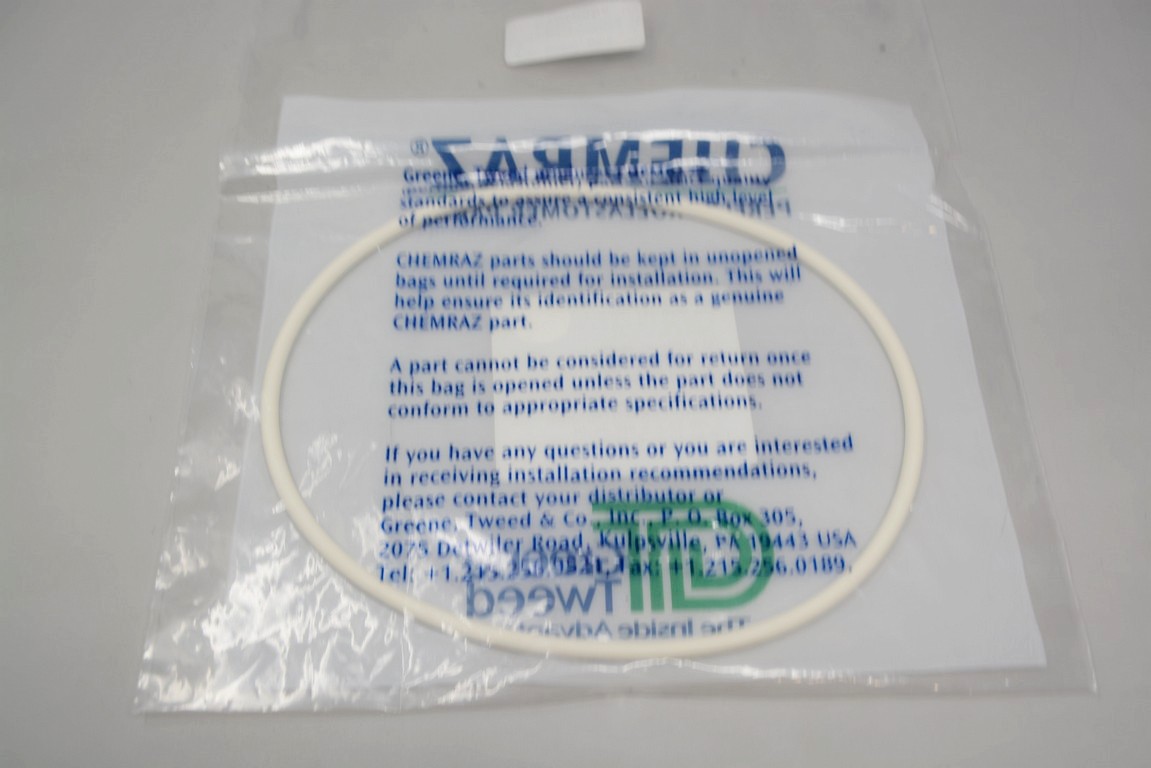 CHEMRAZ®
Greene, Tweed
standards to assure a consistent high level
of performance.
CHEMRAZ parts should be kept in unopened
bags until required for installation. This will
help ensure its identification as a genuine
CHEMRAZ part.
A part cannot be considered for return once
this bag is opened unless the part does not
conform to appropriate specifications.
If you have any questions or you are interested
in receiving installation recommendations,
please contact your distributor or
Greene, Tweed & Co., Inc., P. O. Box 305,
2075 Detwiler Road, Kulpsville, PA 19443 USA
Tel: Fax: +1.215.256.0189.
Tweed
The Inside